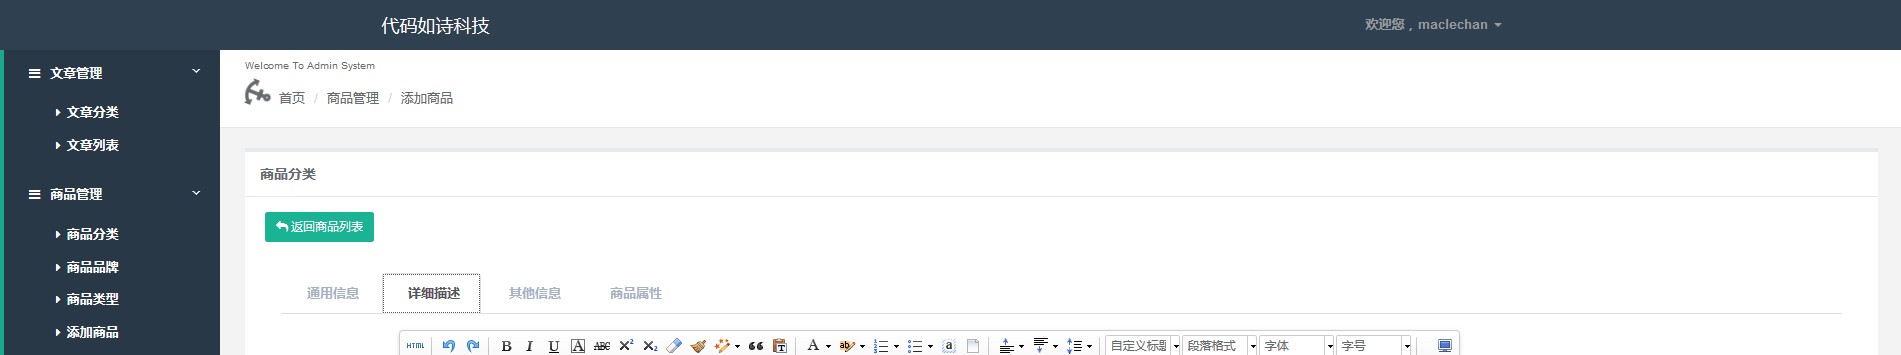 代码如诗科技
欢迎您，maclechan
文章管理
文章分类
文章列表
商品管理
商品分类
商品品牌
商品类型
添加商品
Welcome To Admin System
首页 / 商品管理 / 添加商品
商品分类
返回商品列表
通用信息 详细描述 其他信息 商品属性
HTML B I U A ABC X² X₂ A ab a 自定义标题 段落格式 字体 字号